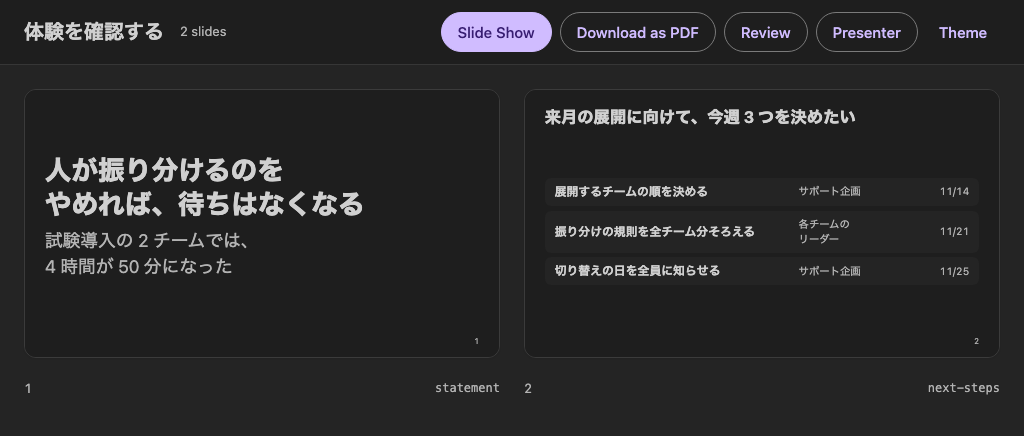 体験を確認する
2 slides
Slide Show
Download as PDF
Review
Presenter
Theme
人が振り分けるのを
やめれば、待ちはなくなる
試験導入の 2 チームでは、
4 時間が 50 分になった
1
1
statement
来月の展開に向けて、今週 3 つを決めたい
展開するチームの順を決める
サポート企画
11/14
振り分けの規則を全チーム分そろえる
各チームの
リーダー
11/21
切り替えの日を全員に知らせる
サポート企画
11/25
2
2
next-steps